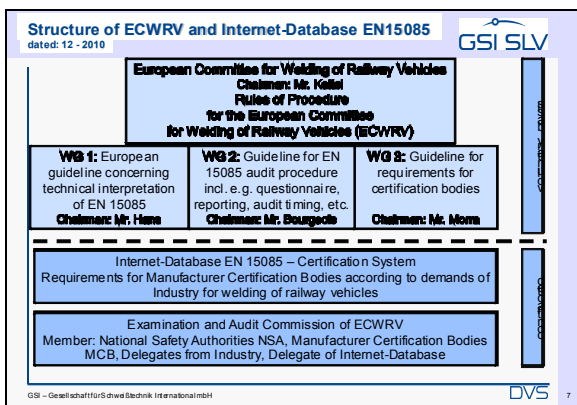 Structure of ECWRV and Internet-Database EN15085
dated: 12 - 2010
GSI SLV
European Committee for Welding of Railway Vehicles
Chairman: Mr. Keitel
Rules of Procedure
for the European Committee
for Welding of Railway Vehicles (ECWRV)
WG 1: European
guideline concerning
technical interpretation
of EN 15085
Chairman: Mr. Hans
WG 2: Guideline for EN
15085 audit procedure
incl. e.g. questionnaire,
reporting, audit timing, etc.
Chairman: Mr. Bourgeois
WG 3: Guideline for
requirements for
certification bodies
Chairman: Mr. Morra
Internet-Database EN 15085 – Certification System
Requirements for Manufacturer Certification Bodies according to demands of
Industry for welding of railway vehicles
Examination and Audit Commission of ECWRV
Member: National Safety Authorities NSA, Manufacturer Certification Bodies
MCB, Delegates from Industry, Delegate of Internet-Database
GSI – Gesellschaft für Schweißtechnik International mbH
DVS
7